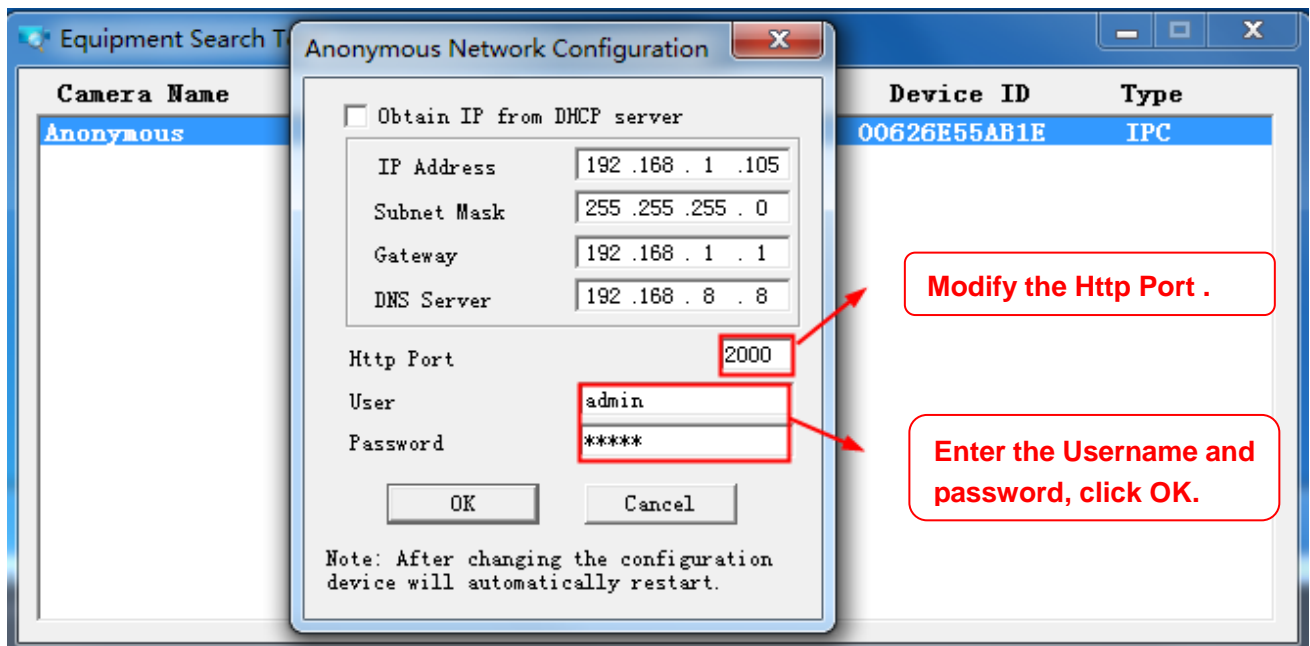 Equipment Search T
Anonymous Network Configuration
Camera Name
Device ID
Type
Anonymous
00626E55AB1E
IPC
Obtain IP from DHCP server
IP Address
192 .168 . 1 .105
Subnet Mask
255 .255 .255 . 0
Gateway
192 .168 . 1 . 1
DNS Server
192 .168 . 8 . 8
Http Port
2000
User
admin
Password
*****
OK
Cancel
Note: After changing the configuration
device will automatically restart.
Modify the Http Port .
Enter the Username and
password, click OK.